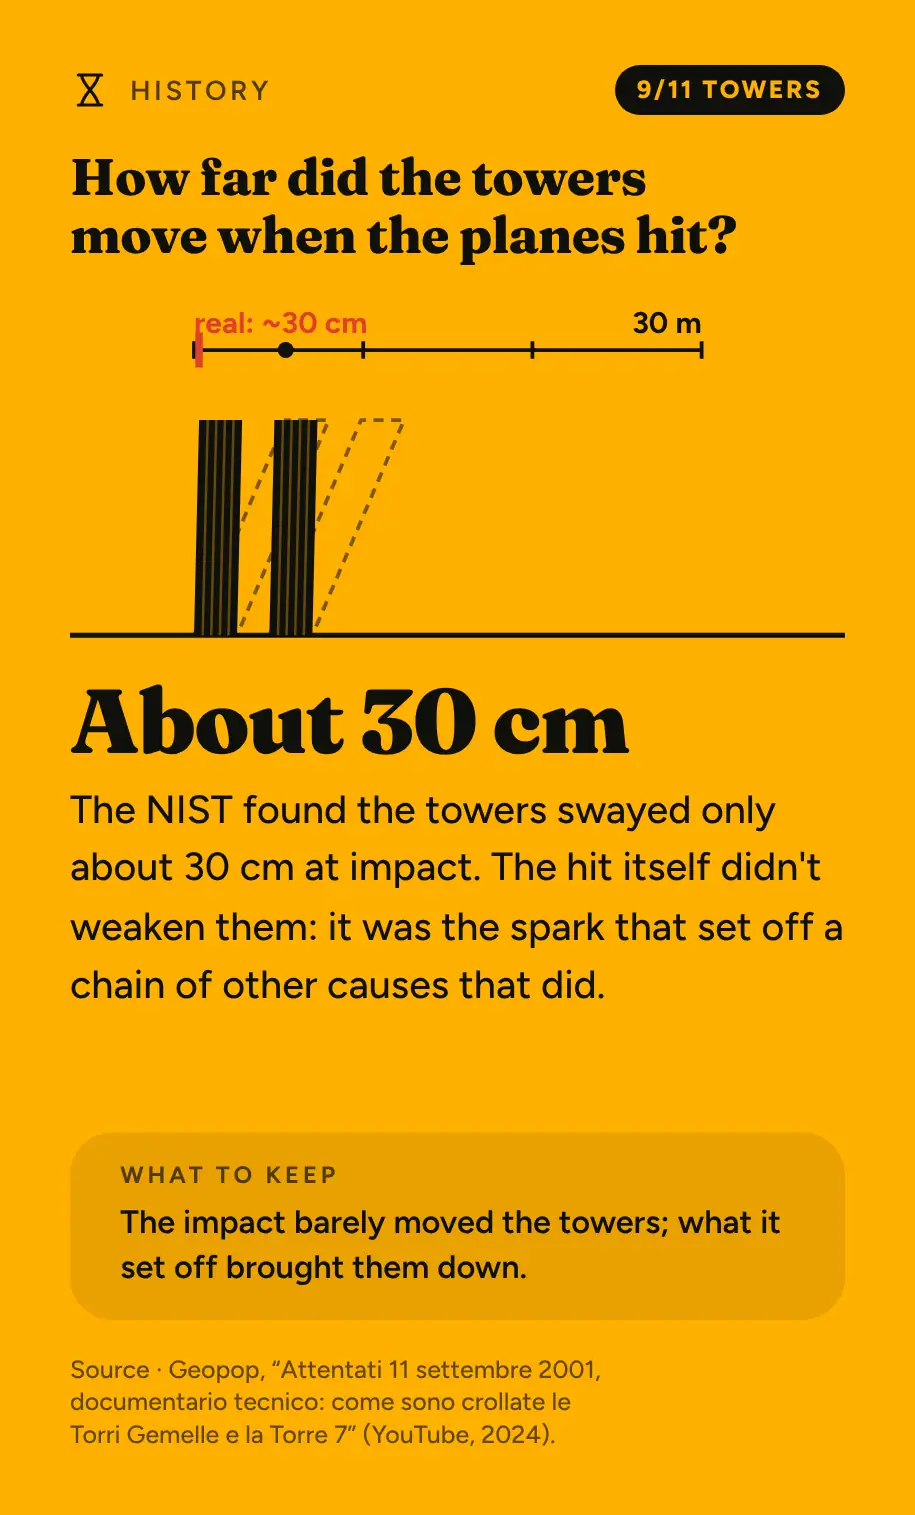 HISTORY
9/11 TOWERS
How far did the towers
move when the planes hit?
real: ~30 cm
30 m
About 30 cm
The NIST found the towers swayed only
about 30 cm at impact. The hit itself didn't
weaken them: it was the spark that set off a
chain of other causes that did.
WHAT TO KEEP
The impact barely moved the towers; what it
set off brought them down.
Source · Geopop, “Attentati 11 settembre 2001,
documentario tecnico: come sono crollate le
Torri Gemelle e la Torre 7” (YouTube, 2024).